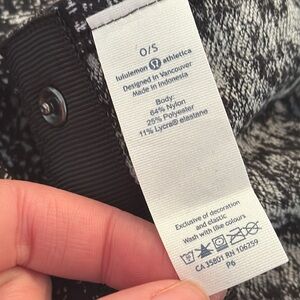 O/S
lululemon athletica
Designed in Vancouver
Made in Indonesia
Body:
64% Nylon
25% Polyester
11% Lycra® elastane
Exclusive of decoration
and elastic
Wash with like colours
CA 35801 RN 106259
P6